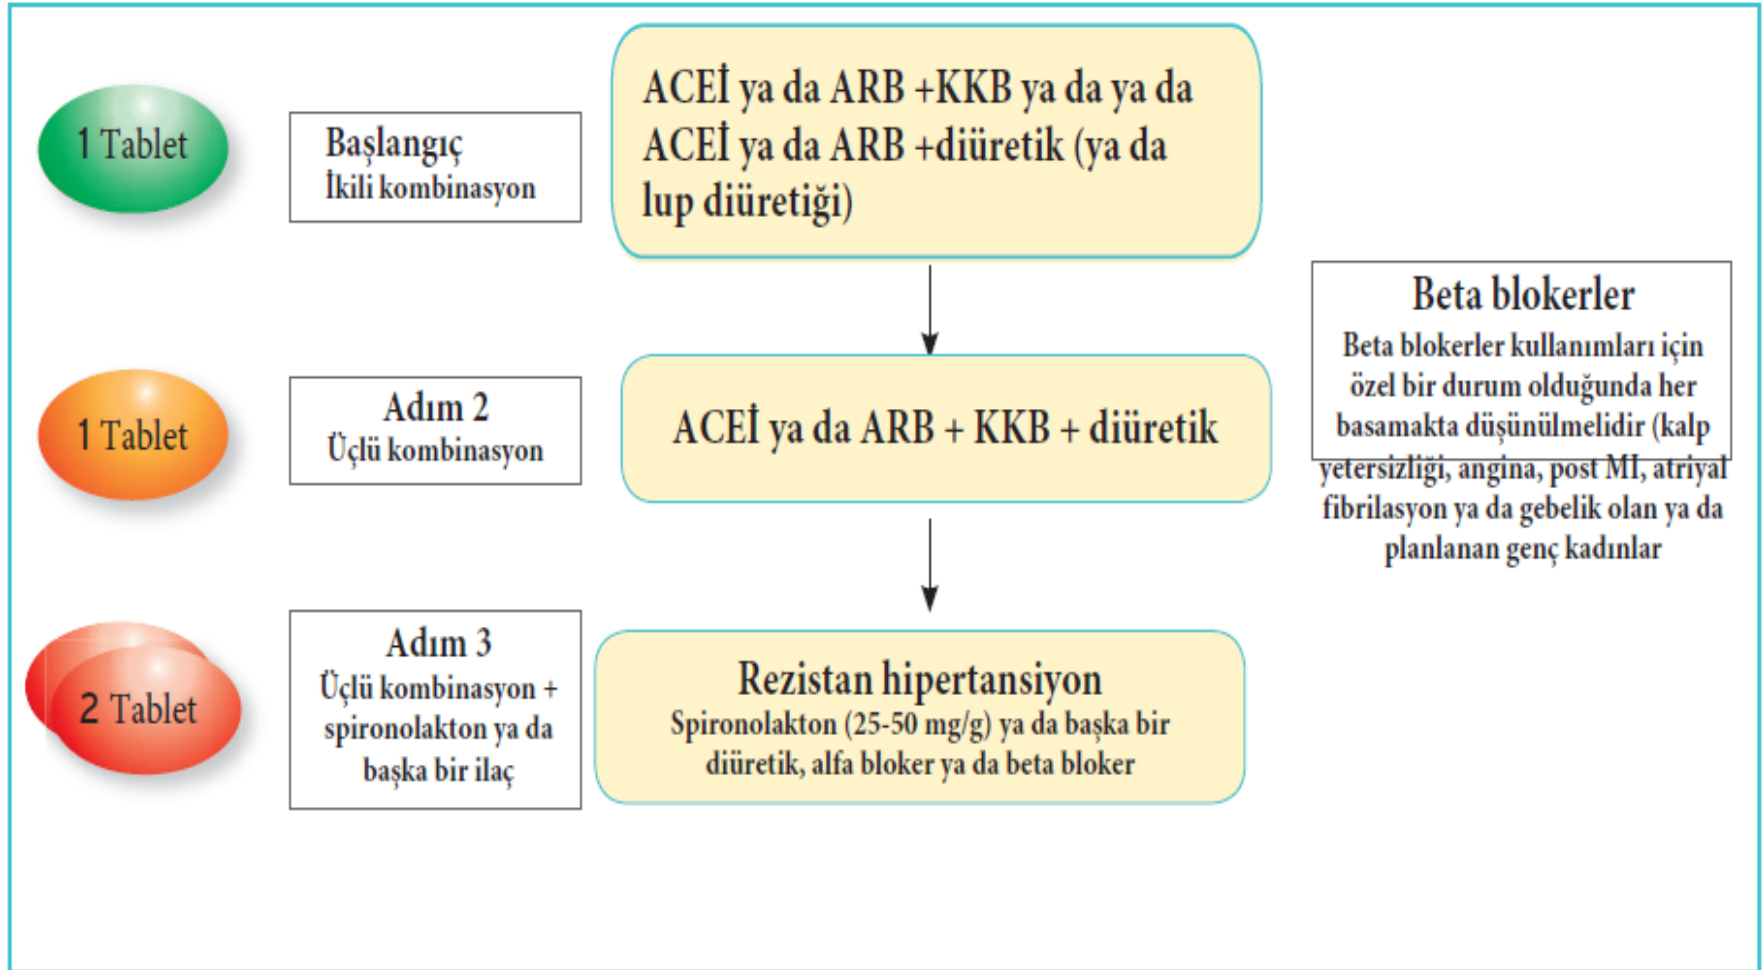 1 Tablet
Başlangıç
İkili kombinasyon
ACEİ ya da ARB +KKB ya da ya da
ACEİ ya da ARB +diüretik (ya da
lup diüretiği)
1 Tablet
Adım 2
Üçlü kombinasyon
ACEİ ya da ARB + KKB + diüretik
Beta blokerler
Beta blokerler kullanımları için
özel bir durum olduğunda her
basamakta düşünülmelidir (kalp
yetersizliği, angina, post MI, atriyal
fibrilasyon ya da gebelik olan ya da
planlanan genç kadınlar
2 Tablet
Adım 3
Üçlü kombinasyon +
spironolakton ya da
başka bir ilaç
Rezistan hipertansiyon
Spironolakton (25-50 mg/g) ya da başka bir
diüretik, alfa bloker ya da beta bloker